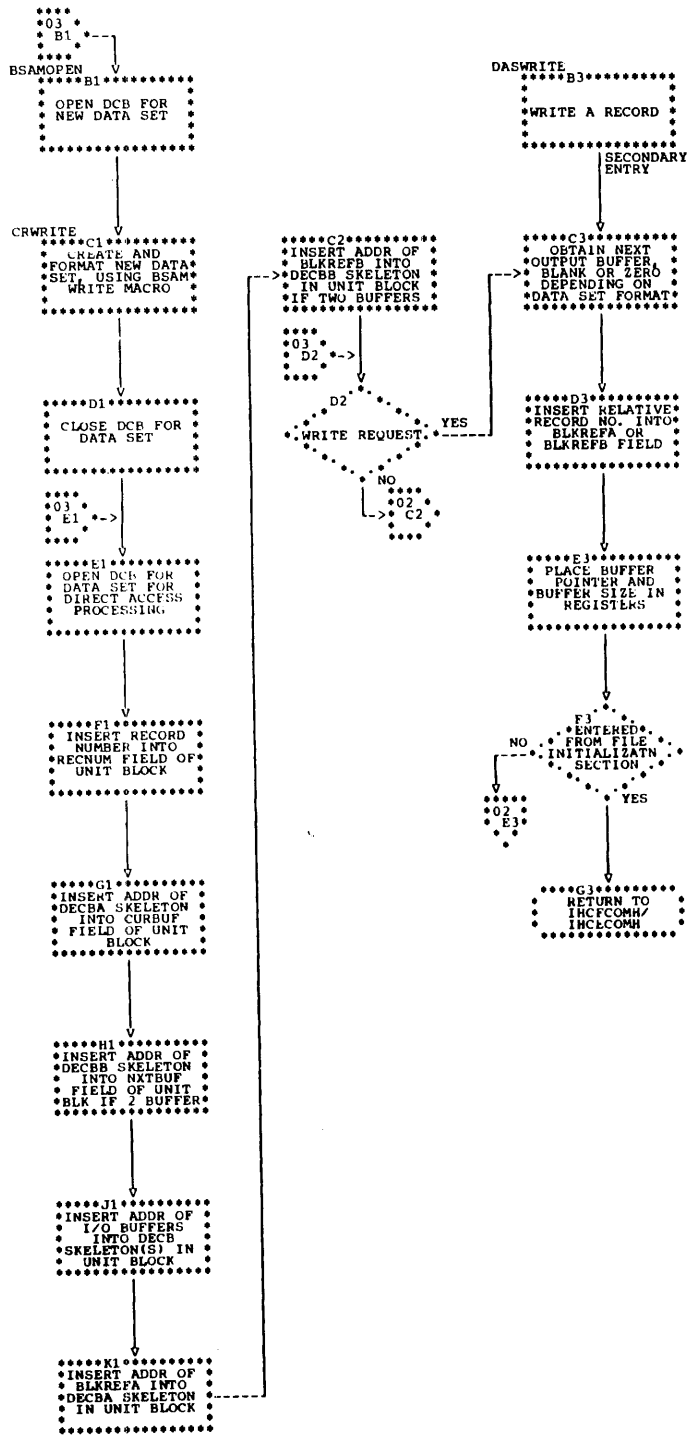 03
B1
BSAMOPEN
B1
OPEN DCB FOR
NEW DATA SET
CRWRITE
C1
CREATE AND
FORMAT NEW DATA
SET, USING BSAM
WRITE MACRO
D1
CLOSE DCB FOR
DATA SET
03
E1
E1
OPEN DCB FOR
DATA SET FOR
DIRECT ACCESS
PROCESSING
F1
INSERT RECORD
NUMBER INTO
RECNUM FIELD OF
UNIT BLOCK
G1
INSERT ADDR OF
DECBA SKELETON
INTO CURBUF
FIELD OF UNIT
BLOCK
H1
INSERT ADDR OF
DECBB SKELETON
INTO NXTBUF
FIELD OF UNIT
BLK IF 2 BUFFER
J1
INSERT ADDR OF
I/O BUFFERS
INTO DECB
SKELETON(S) IN
UNIT BLOCK
K1
INSERT ADDR OF
BLKREFA INTO
DECBA SKELETON
IN UNIT BLOCK
C2
INSERT ADDR OF
BLKREFB INTO
DECBB SKELETON
IN UNIT BLOCK
IF TWO BUFFERS
03
D2
D2
WRITE REQUEST
YES
NO
02
C2
DASWRITE
B3
WRITE A RECORD
SECONDARY
ENTRY
C3
OBTAIN NEXT
OUTPUT BUFFER,
BLANK OR ZERO
DEPENDING ON
DATA SET FORMAT
D3
INSERT RELATIVE
RECORD NO. INTO
BLKREFA OR
BLKREFB FIELD
E3
PLACE BUFFER
POINTER AND
BUFFER SIZE IN
REGISTERS
F3
ENTERED
FROM FILE
INITIALIZATN
SECTION
NO
YES
02
E3
G3
RETURN TO
IHCFCOMH/
IHCECOMH